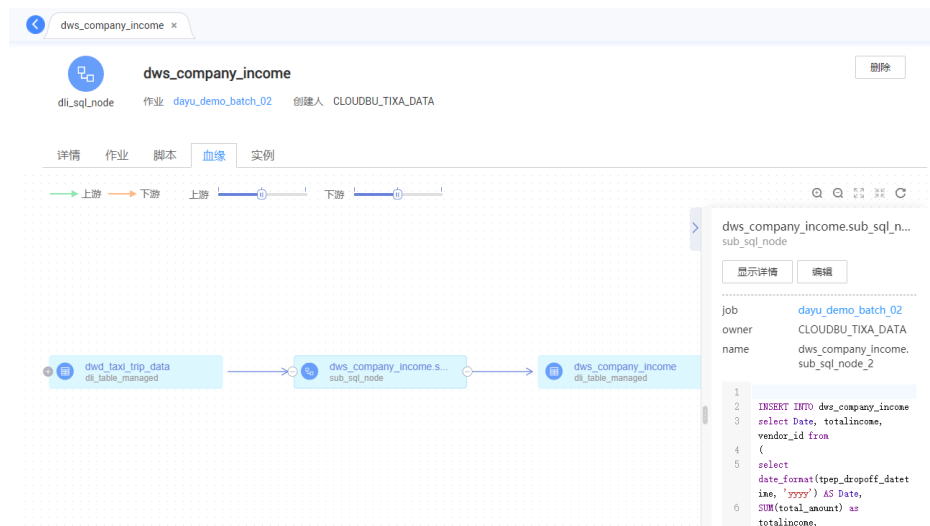 dws_company_income ×
dws_company_income
删除
dli_sql_node
作业 dayu_demo_batch_02 创建人 CLOUDBU_TIXA_DATA
详情 作业 脚本 血缘 实例
上游 下游 上游 下游
dws_company_income.sub_sql_n...
sub_sql_node
显示详情 编辑
job dayu_demo_batch_02
owner CLOUDBU_TIXA_DATA
name dws_company_income.
sub_sql_node_2
dwd_taxi_trip_data
dli_table_managed
dws_company_income.s...
sub_sql_node
dws_company_income
dli_table_managed
1
2 INSERT INTO dws_company_income
3 select Date, totalincome,
vendor_id from
4 (
5 select
date_format(tpep_dropoff_datet
ime, 'yyyy') AS Date,
6 SUM(total_amount) as
totalincome,